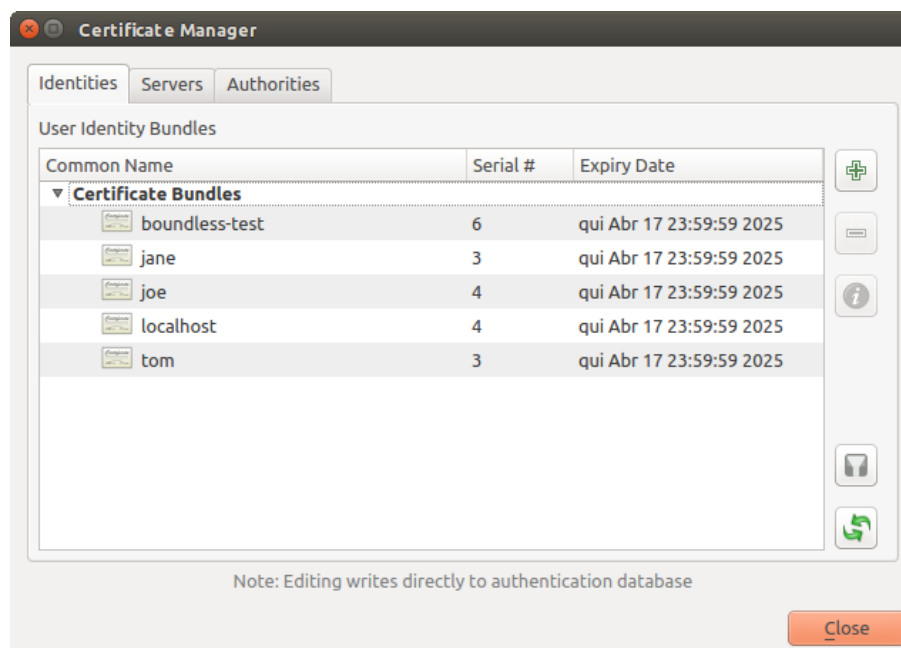 Certificate Manager
Identities Servers Authorities
User Identity Bundles
Common Name Serial # Expiry Date
Certificate Bundles
boundless-test 6 qui Abr 17 23:59:59 2025
jane 3 qui Abr 17 23:59:59 2025
joe 4 qui Abr 17 23:59:59 2025
localhost 4 qui Abr 17 23:59:59 2025
tom 3 qui Abr 17 23:59:59 2025
Note: Editing writes directly to authentication database
Close